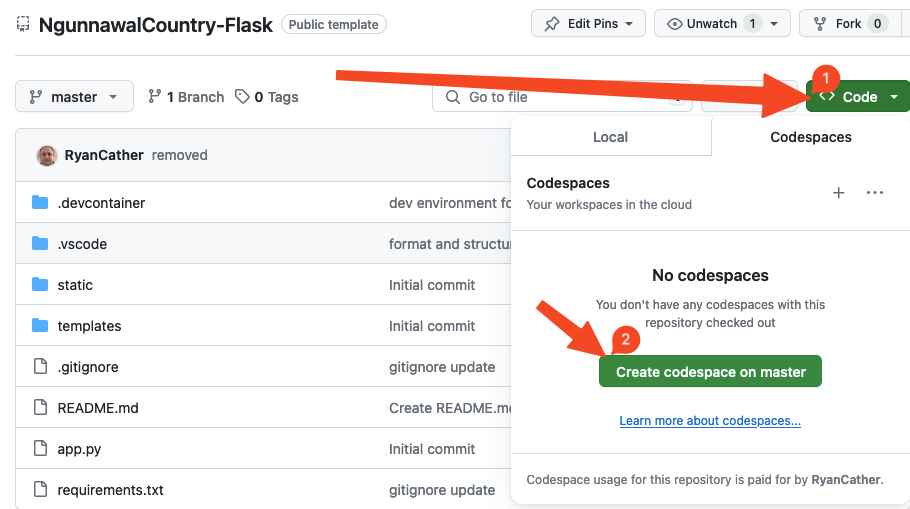 NgunnawalCountry-Flask Public template Edit Pins Unwatch 1 Fork 0
master 1 Branch 0 Tags Go to file <> Code
1
RyanCather removed
Local Codespaces
Codespaces
Your workspaces in the cloud
No codespaces
You don't have any codespaces with this
repository checked out
2
Create codespace on master
Learn more about codespaces...
Codespace usage for this repository is paid for by RyanCather.
.devcontainer dev environment
.vscode format and
static Initial commit
templates Initial commit
.gitignore gitignore update
README.md Create
app.py Initial commit
requirements.txt gitignore update